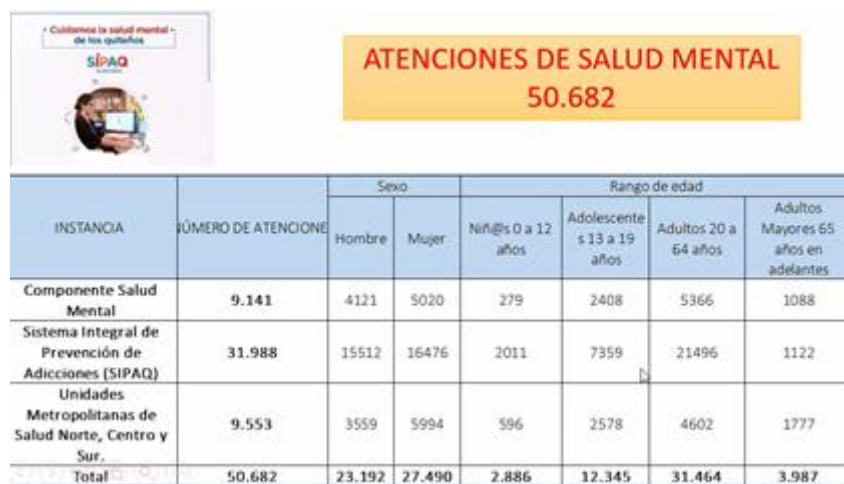 Cuidamos la salud mental
de los quiteños
SÍPAQ
ATENCIONES DE SALUD MENTAL
50.682
INSTANCIA
NÚMERO DE ATENCIONE
Sexo
Rango de edad
Hombre
Mujer
Niñ@s 0 a 12
años
Adolescente
s 13 a 19
años
Adultos 20 a
64 años
Adultos
Mayores 65
años en
adelantes
Componente Salud
Mental
9.141 4121 5020 279 2408 5366 1088
Sistema Integral de
Prevención de
Adicciones (SIPAQ)
31.988 15512 16476 2011 7359 21496 1122
Unidades
Metropolitanas de
Salud Norte, Centro y
Sur.
9.553 3559 5994 596 2578 4602 1777
Total 50.682 23.192 27.490 2.886 12.345 31.464 3.987